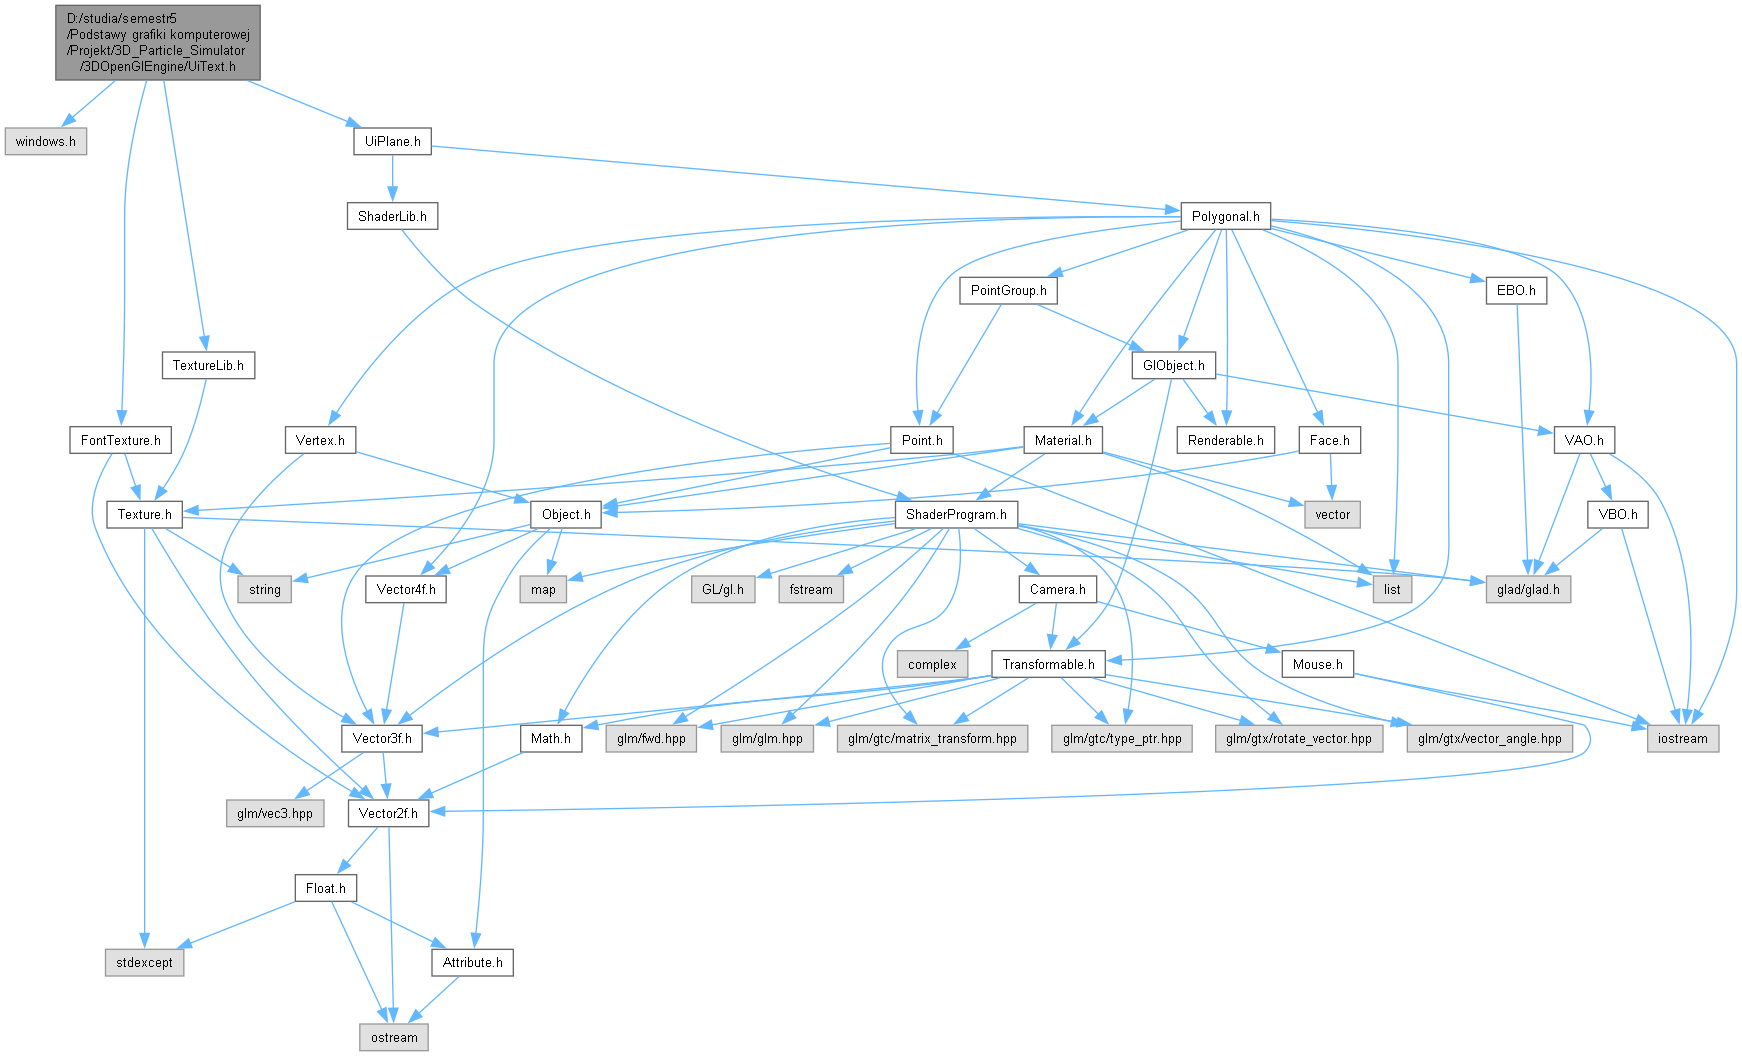 D:/studia/semestr5
/Podstawy grafiki komputerowej
/Projekt/3D_Particle_Simulator
/3DOpenGlEngine/UiText.h
windows.h
UiPlane.h
ShaderLib.h
Polygonal.h
PointGroup.h
EBO.h
TextureLib.h
GlObject.h
FontTexture.h
Vertex.h
Point.h
Material.h
Renderable.h
Face.h
VAO.h
Texture.h
Object.h
ShaderProgram.h
vector
VBO.h
string
Vector4f.h
map
GL/gl.h
fstream
Camera.h
list
glad/glad.h
complex
Transformable.h
Mouse.h
Vector3f.h
Math.h
glm/fwd.hpp
glm/glm.hpp
glm/gtc/matrix_transform.hpp
glm/gtc/type_ptr.hpp
glm/gtx/rotate_vector.hpp
glm/gtx/vector_angle.hpp
iostream
glm/vec3.hpp
Vector2f.h
Float.h
stdexcept
Attribute.h
ostream